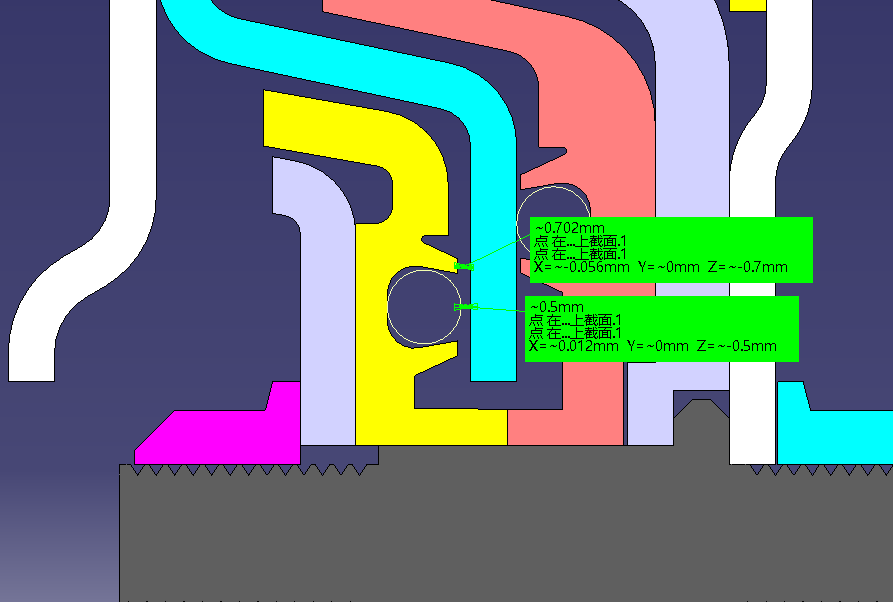 ~0.702mm
点 在...上截面.1
点 在...上截面.1
X=~-0.056mm Y=~0mm Z=~-0.7mm
~0.5mm
点 在...上截面.1
点 在...上截面.1
X=~0.012mm Y=~0mm Z=~-0.5mm